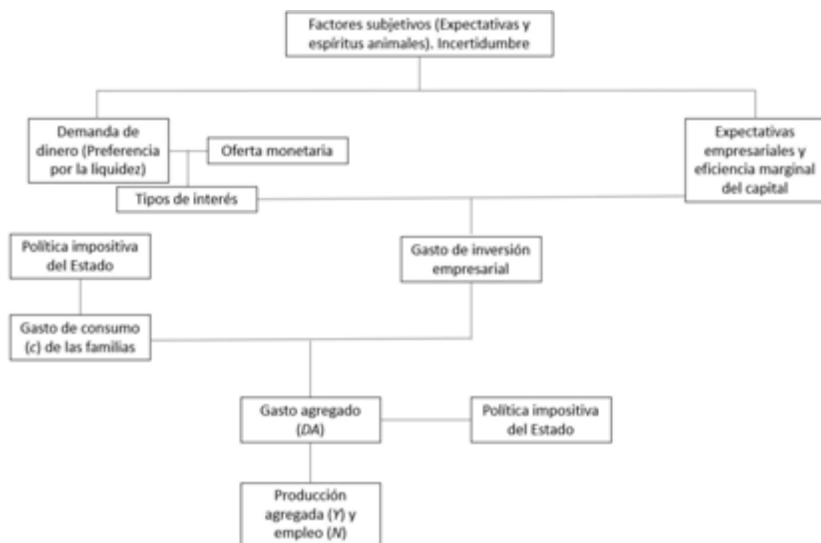 Factores subjetivos (Expectativas y
espíritus animales). Incertidumbre
Demanda de
dinero (Preferencia
por la liquidez)
Oferta monetaria
Expectativas
empresariales y
eficiencia marginal
del capital
Tipos de interés
Política impositiva
del Estado
Gasto de inversión
empresarial
Gasto de consumo
(c) de las familias
Gasto agregado
(DA)
Política impositiva
del Estado
Producción
agregada (Y) y
empleo (N)